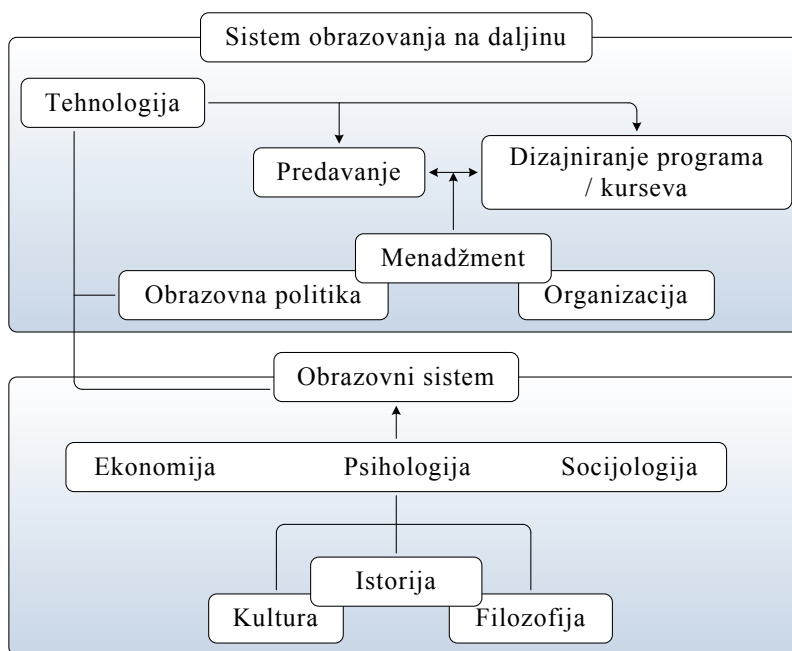 Sistem obrazovanja na daljinu
Tehnologija
Predavanje
Dizajniranje programa
/ kurseva
Menadžment
Obrazovna politika
Organizacija
Obrazovni sistem
Ekonomija
Psihologija
Socijologija
Istorija
Kultura
Filozofija